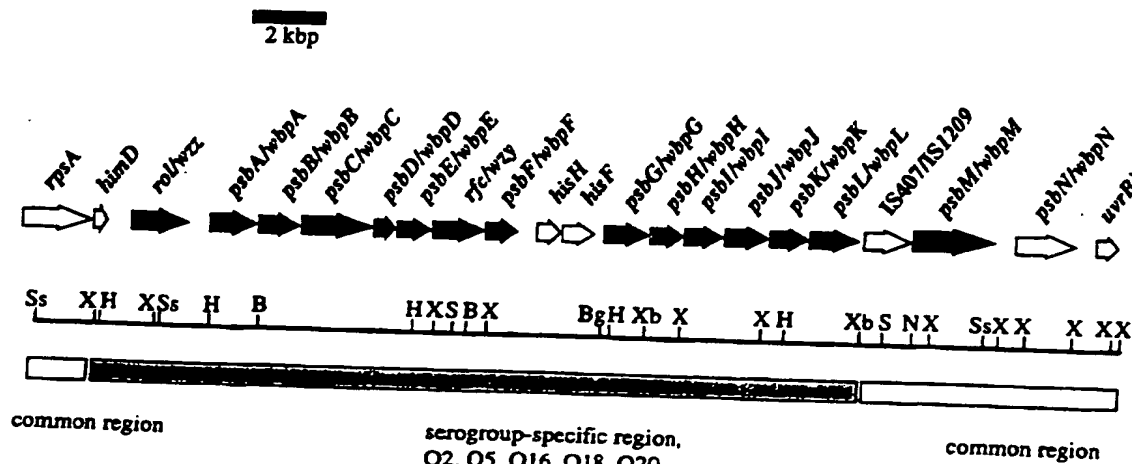 2 kbp
rpsA himD rol/wzz psbA/wbpA psbB/wbpB psbC/wbpC psbD/wbpD psbE/wbpE rfc/wzy psbF/wbpF hisH hisF psbG/wbpG psbH/wbpH psbI/wbpI psbJ/wbpJ psbK/wbpK psbL/wbpL IS407/IS1209 psbM/wbpM psbN/wbpN
Ss X H X Ss H B H X S B X Bg H Xb X X H Xb S N X Ss X X X X X
common region serogroup-specific region, common region
O2, O5, O16, O18, O20